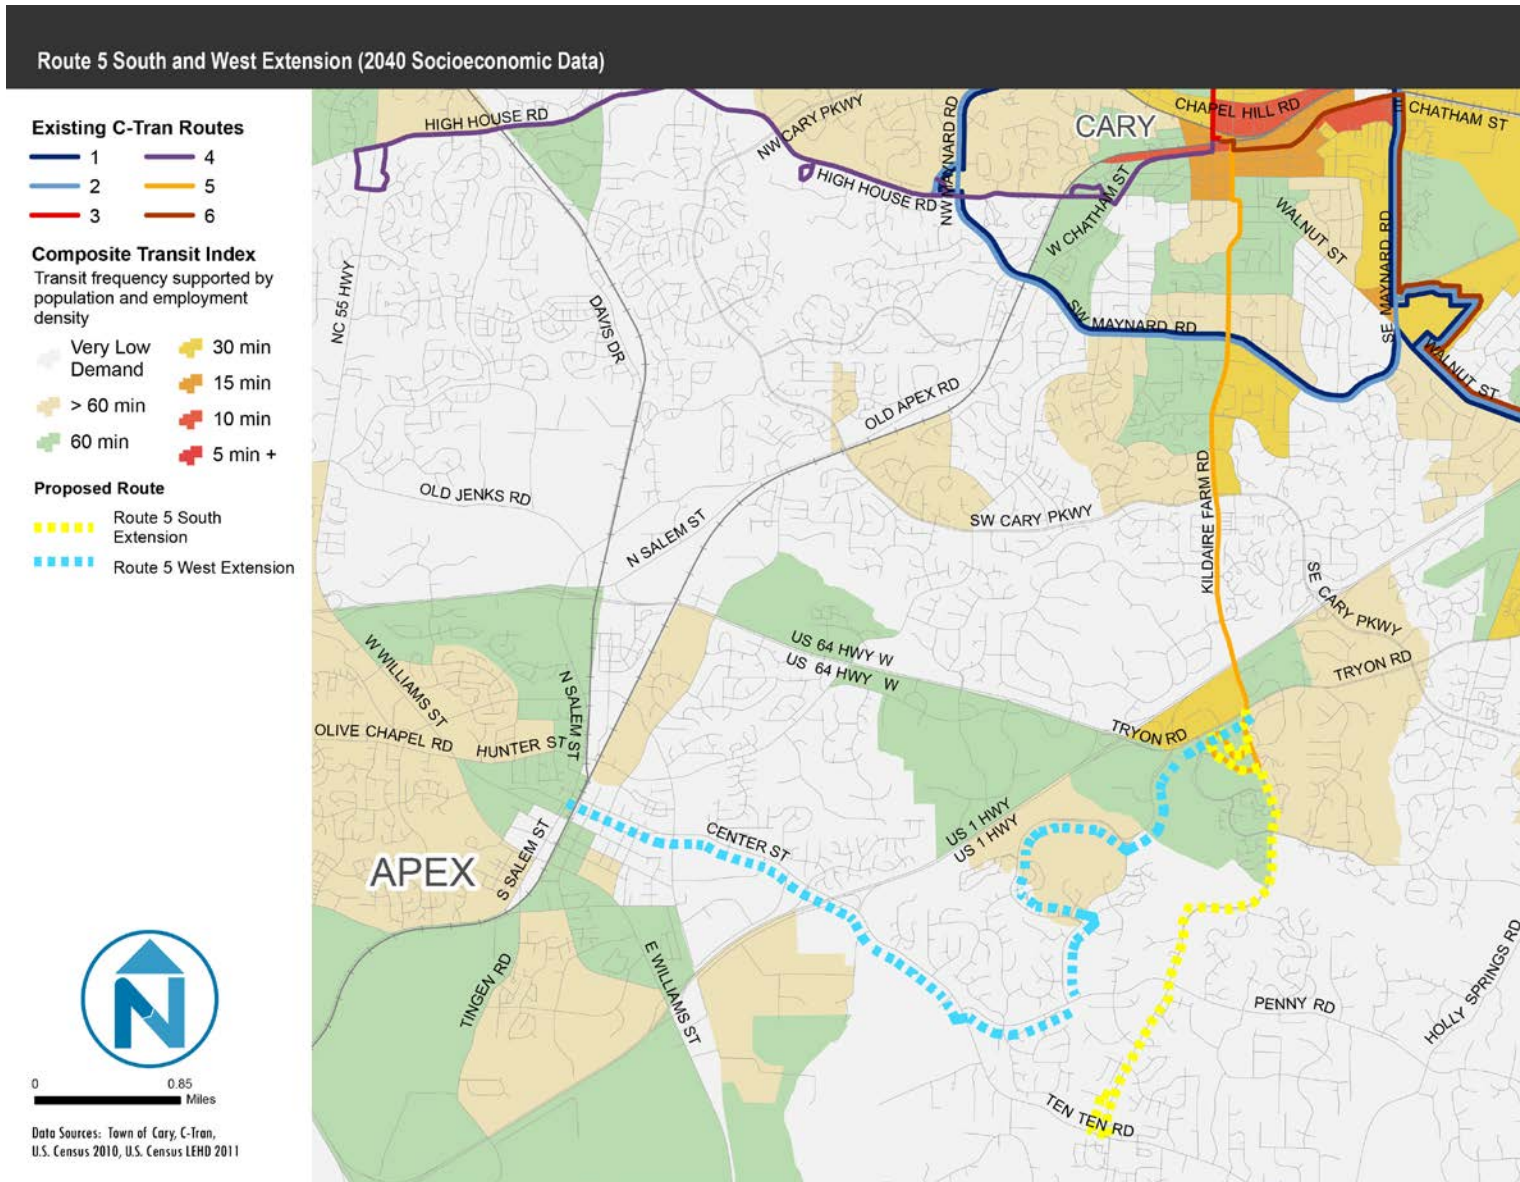 Route 5 South and West Extension (2040 Socioeconomic Data)
Existing C-Tran Routes
1
4
2
5
3
6
Composite Transit Index
Transit frequency supported by
population and employment
density
Very Low
Demand
30 min
15 min
> 60 min
10 min
60 min
5 min +
Proposed Route
Route 5 South
Extension
Route 5 West Extension
N
0
0.85
Miles
Data Sources: Town of Cary, C-Tran,
U.S. Census 2010, U.S. Census LEHD 2011
HIGH HOUSE RD
NW CARY PKWY
NW MAYNARD RD
CARY
CHAPEL HILL RD
CHATHAM ST
HIGH HOUSE RD
W CHATHAM ST
WALNUT ST
SE MAYNARD RD
NC 55 HWY
DAVIS DR
SW MAYNARD RD
WALNUT ST
OLD APEX RD
OLD JENKS RD
N SALEM ST
SW CARY PKWY
KILDAIRE FARM RD
SE CARY PKWY
TRYON RD
US 64 HWY W
US 64 HWY W
W WILLIAMS ST
N SALEM ST
OLIVE CHAPEL RD
HUNTER ST
TRYON RD
US 1 HWY
US 1 HWY
CENTER ST
APEX
S SALEM ST
TINGEN RD
E WILLIAMS ST
PENNY RD
HOLLY SPRINGS RD
TEN TEN RD